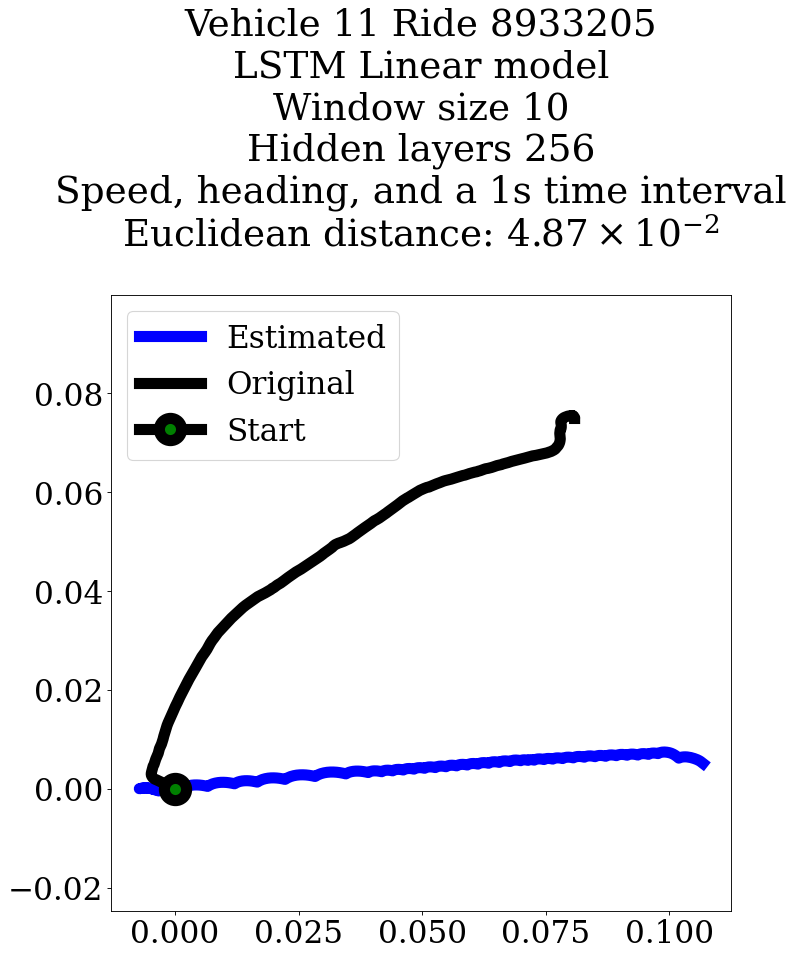 Vehicle 11 Ride 8933205
LSTM Linear model
Window size 10
Hidden layers 256
Speed, heading, and a 1s time interval
Euclidean distance: 4.87 × 10⁻²
Estimated
Original
Start
0.08
0.06
0.04
0.02
0.00
−0.02
0.000 0.025 0.050 0.075 0.100